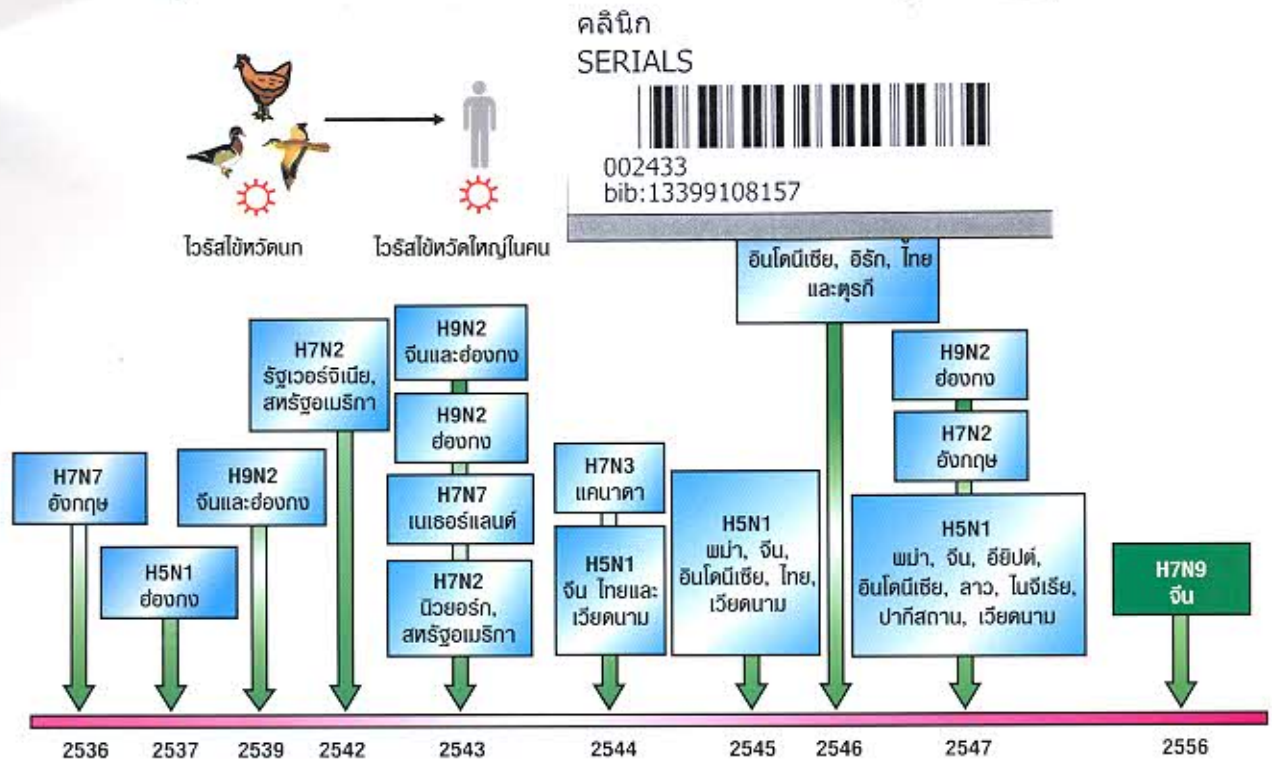 คลินิก
SERIALS
002433
bib:13399108157
ไวรัสไข้หวัดนก
ไวรัสไข้หวัดใหญ่ในคน
อินโดนีเซีย, อิรัก, ไทย
และตุรกี
H7N7
อังกฤษ
H5N1
ฮ่องกง
H9N2
จีนและฮ่องกง
H7N2
รัฐเวอร์จิเนีย,
สหรัฐอเมริกา
H9N2
จีนและฮ่องกง
H9N2
ฮ่องกง
H7N7
เนเธอร์แลนด์
H7N2
นิวยอร์ก,
สหรัฐอเมริกา
H7N3
แคนาดา
H5N1
จีน ไทยและ
เวียดนาม
H5N1
พม่า, จีน,
อินโดนีเซีย, ไทย,
เวียดนาม
H9N2
ฮ่องกง
H7N2
อังกฤษ
H5N1
พม่า, จีน, อียิปต์,
อินโดนีเซีย, ลาว, ไนจีเรีย,
ปากีสถาน, เวียดนาม
H7N9
จีน
2536 2537 2539 2542 2543 2544 2545 2546 2547 2556